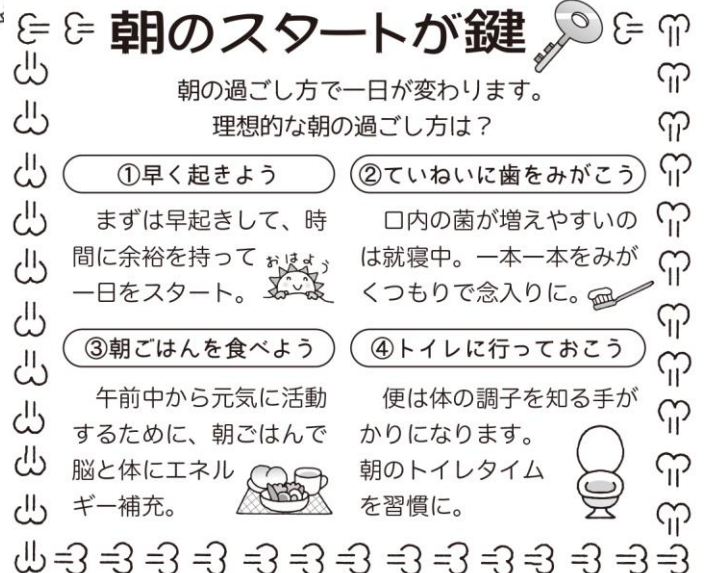 朝のスタートが鍵
朝の過ごし方で一日が変わります。
理想的な朝の過ごし方は？
①早く起きよう
まずは早起きして、時
間に余裕を持って
一日をスタート。
おはよう
②ていねいに歯をみがこう
口内の菌が増えやすいの
は就寝中。一本一本をみが
くつもりで念入りに。
③朝ごはんを食べよう
午前中から元気に活動
するために、朝ごはんで
脳と体にエネル
ギー補充。
④トイレに行っておこう
便は体の調子を知る手が
かりになります。
朝のトイレタイム
を習慣に。